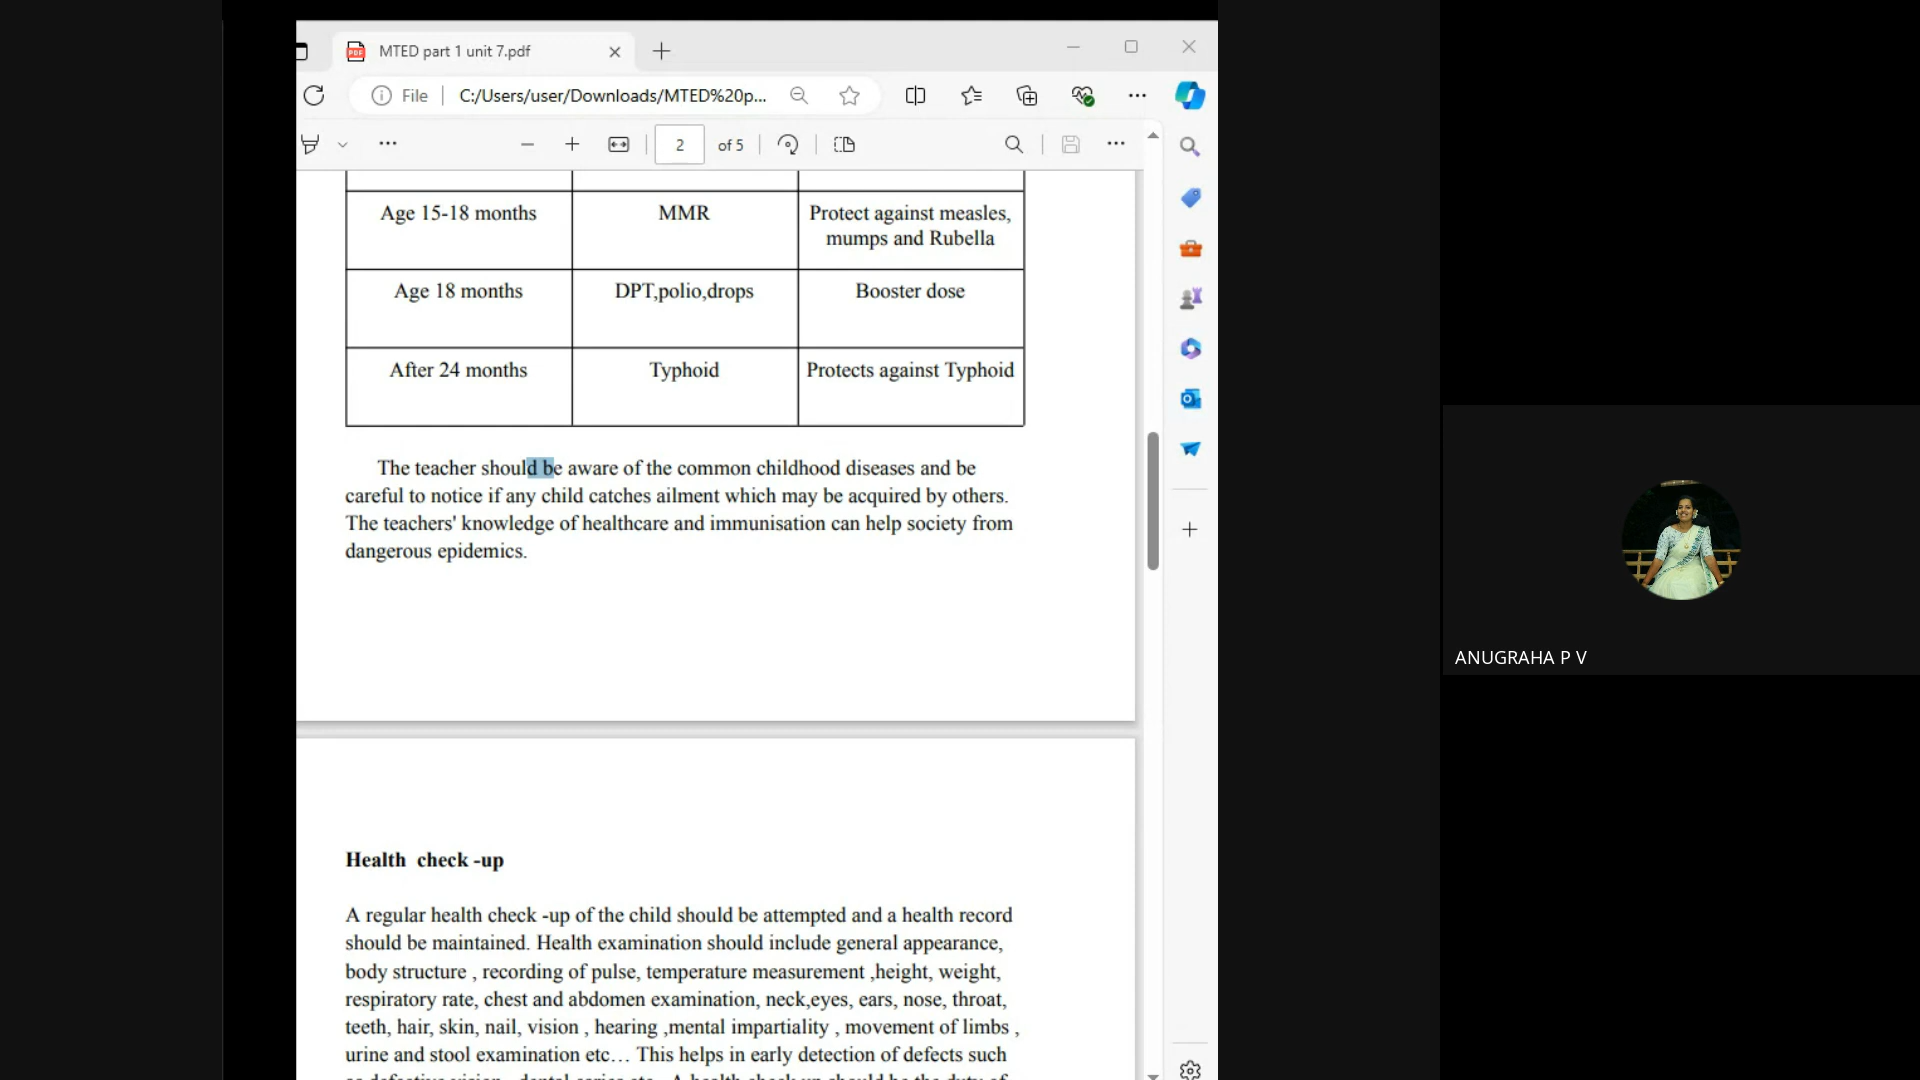 MTED part 1 unit 7.pdf
File
C:/Users/user/Downloads/MTED%20p...
2 of 5
Age 15-18 months MMR Protect against measles,
mumps and Rubella
Age 18 months DPT,polio,drops Booster dose
After 24 months Typhoid Protects against Typhoid
The teacher should be aware of the common childhood diseases and be
careful to notice if any child catches ailment which may be acquired by others.
The teachers' knowledge of healthcare and immunisation can help society from
dangerous epidemics.
Health check -up
A regular health check -up of the child should be attempted and a health record
should be maintained. Health examination should include general appearance,
body structure , recording of pulse, temperature measurement ,height, weight,
respiratory rate, chest and abdomen examination, neck,eyes, ears, nose, throat,
teeth, hair, skin, nail, vision , hearing ,mental impartiality , movement of limbs ,
urine and stool examination etc… This helps in early detection of defects such
ANUGRAHA P V